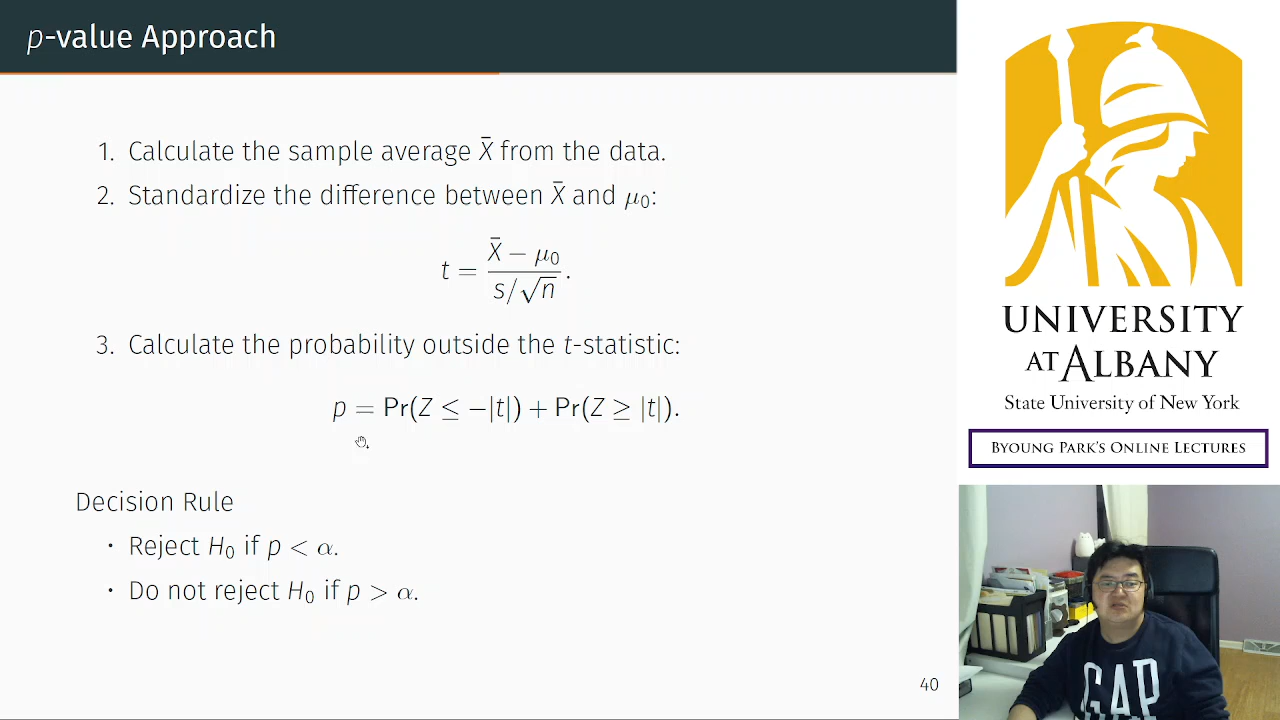 p-value Approach
1. Calculate the sample average X̄ from the data.
2. Standardize the difference between X̄ and μ₀:
t = (X̄ − μ₀) / (s/√n).
3. Calculate the probability outside the t-statistic:
p = Pr(Z ≤ −|t|) + Pr(Z ≥ |t|).
Decision Rule
• Reject H₀ if p < α.
• Do not reject H₀ if p > α.
40
UNIVERSITY
AT ALBANY
State University of New York
BYOUNG PARK'S ONLINE LECTURES
GAP